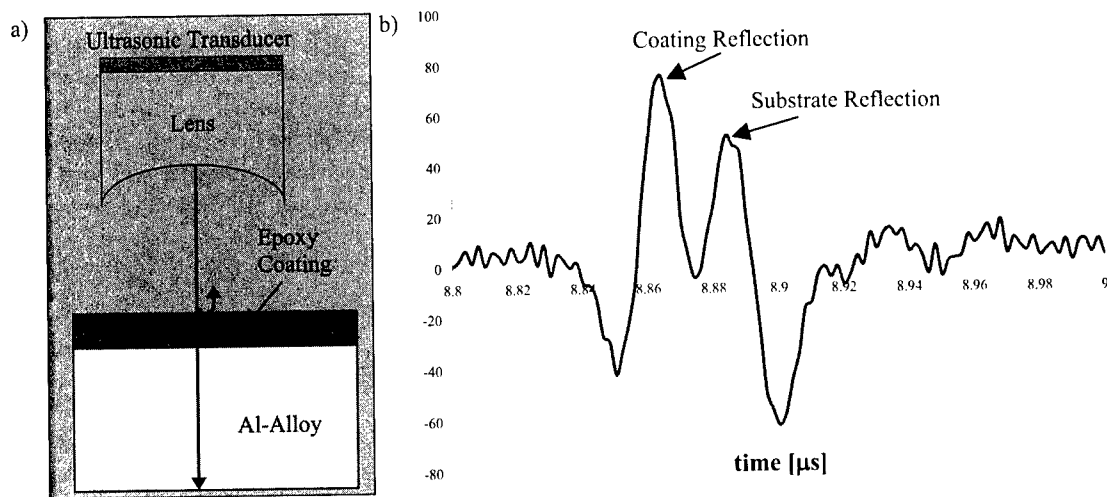 a)
Ultrasonic Transducer
Lens
Epoxy
Coating
Al-Alloy
b)
100
80
60
40
20
0
-20
-40
-60
-80
Coating Reflection
Substrate Reflection
8.8 8.82 8.84 8.86 8.88 8.9 8.92 8.94 8.96 8.98 9
time [µs]